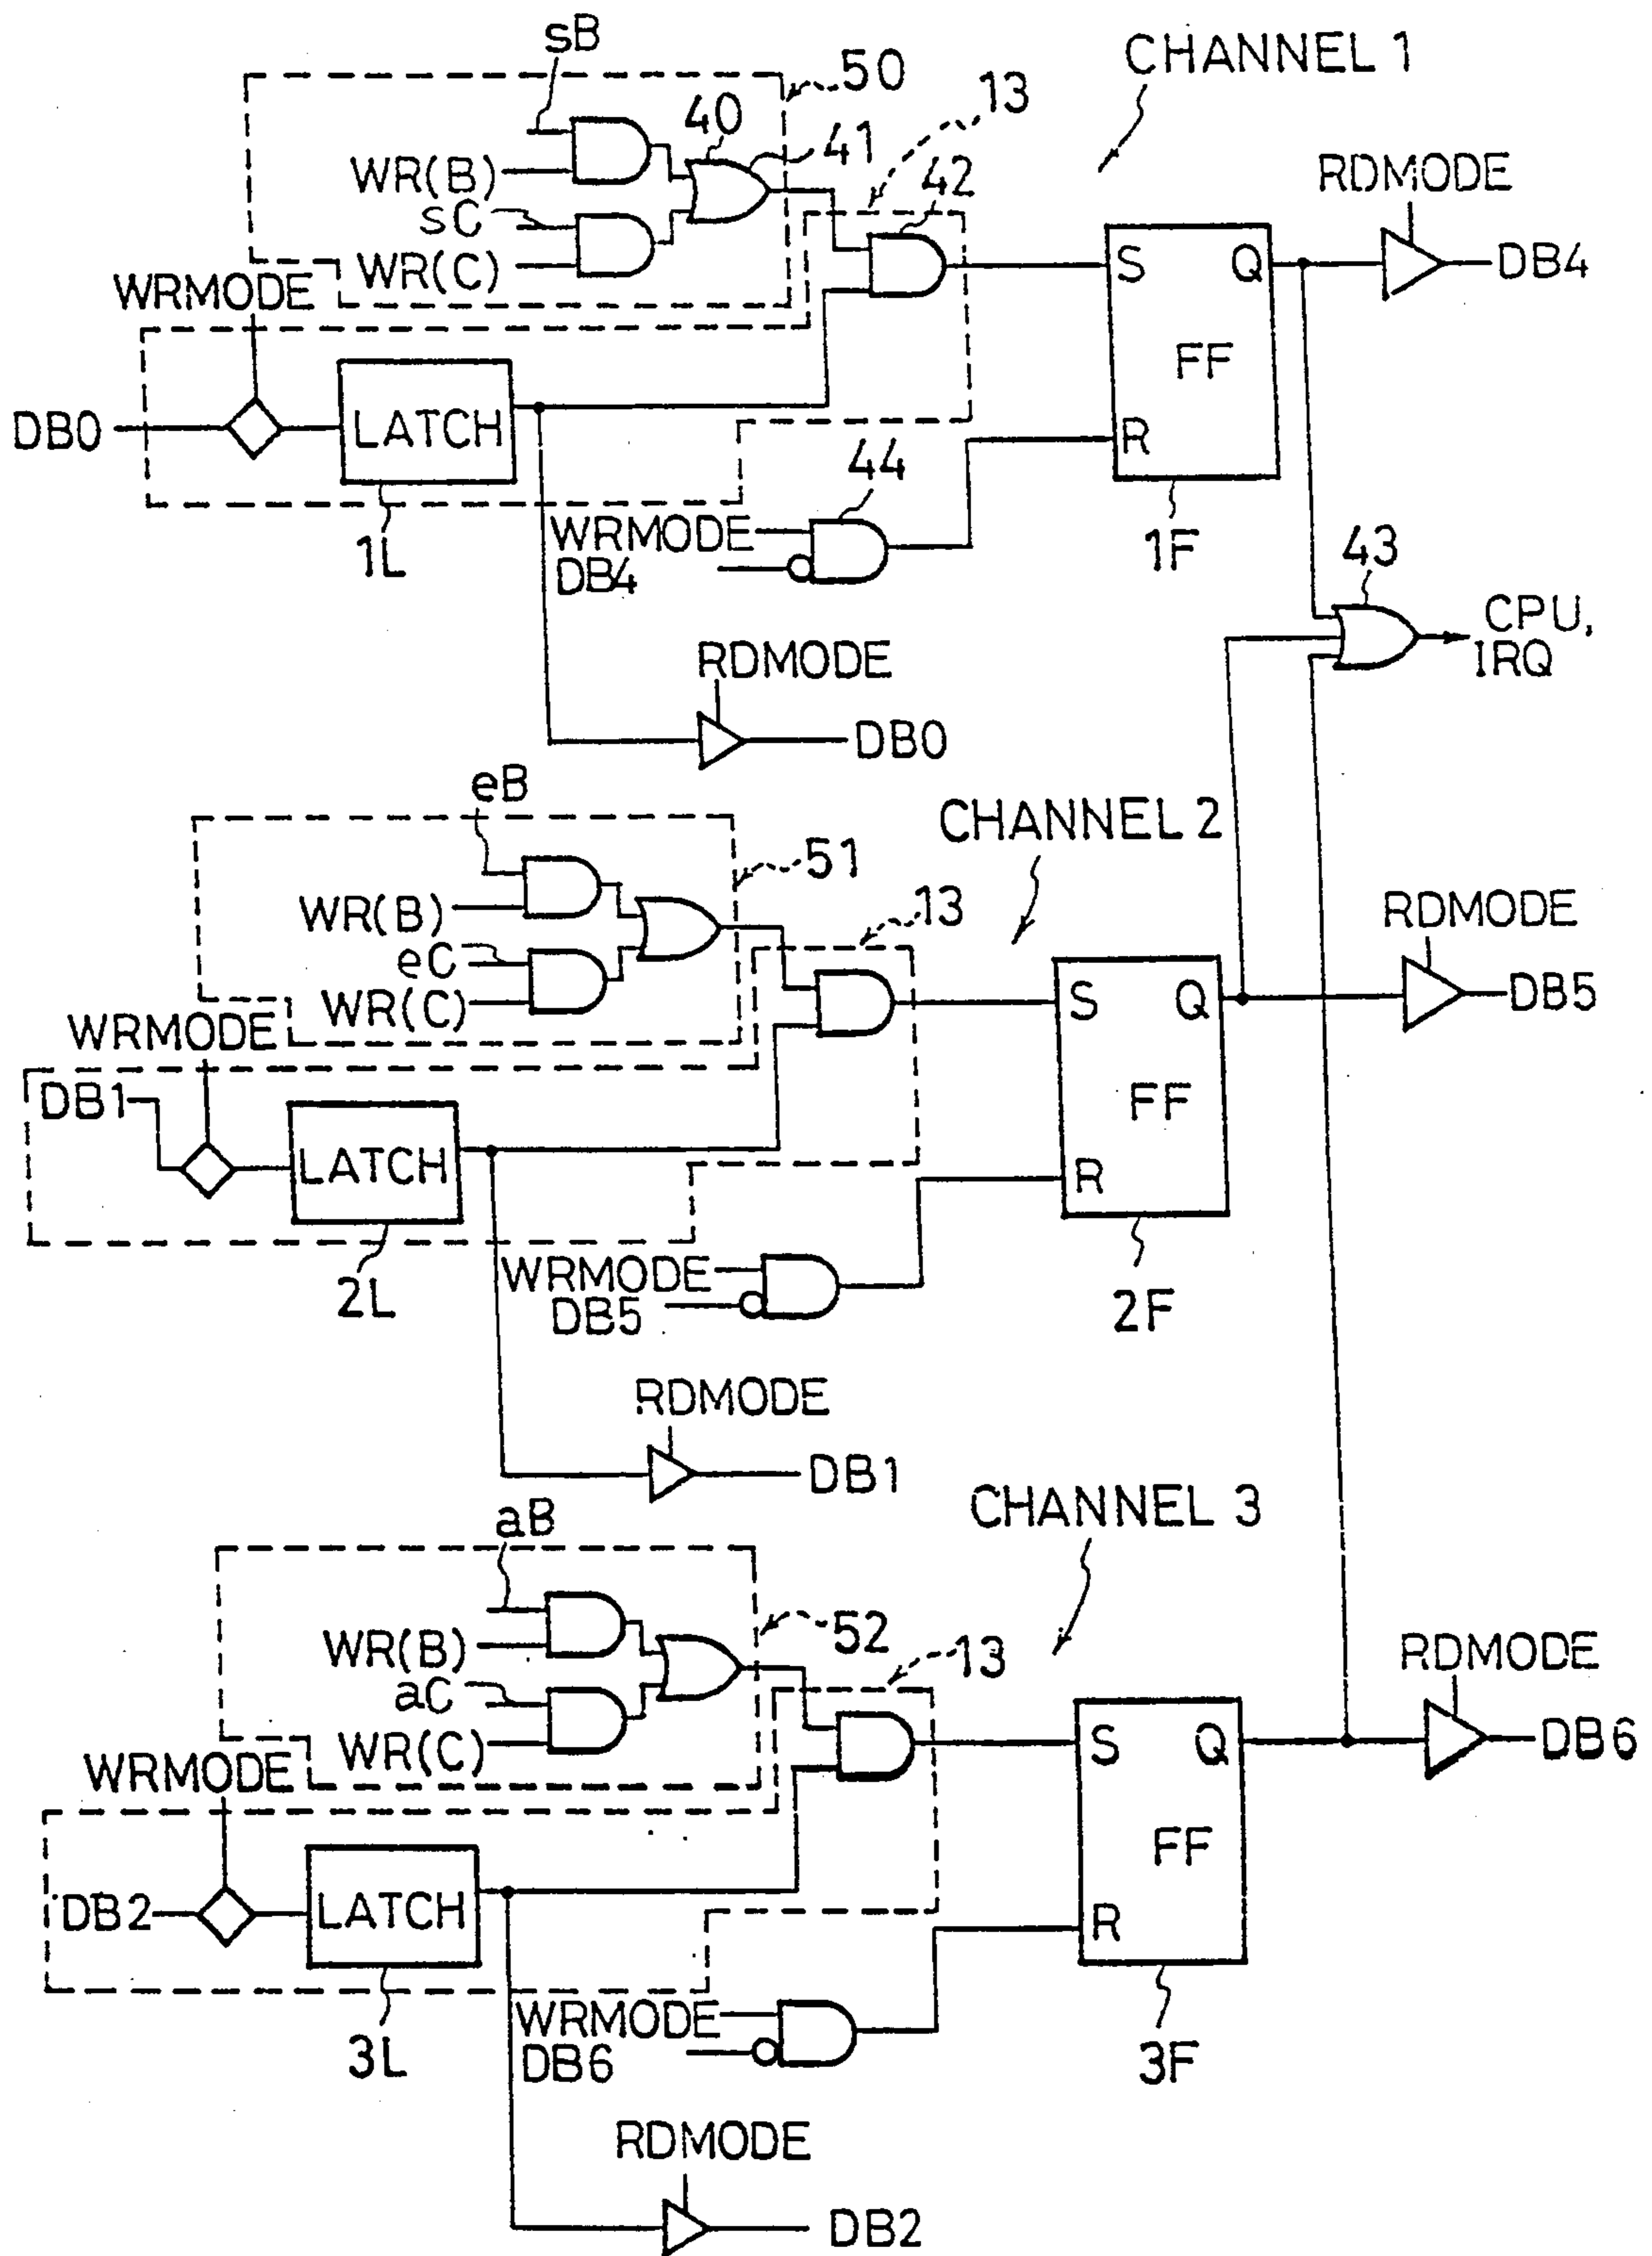 sB
CHANNEL 1
50
13
40
41
42
RDMODE
WR(B)
sC
WR(C)
WRMODE
S
Q
DB4
FF
DB0
LATCH
R
44
1L
WRMODE
DB4
1F
43
CPU,
IRQ
RDMODE
DB0
eB
CHANNEL 2
51
13
RDMODE
WR(B)
eC
WR(C)
S
Q
DB5
WRMODE
DB1
FF
LATCH
R
2L
WRMODE
DB5
2F
RDMODE
DB1
aB
CHANNEL 3
52
13
RDMODE
WR(B)
aC
WR(C)
S
Q
DB6
WRMODE
FF
DB2
LATCH
R
3L
WRMODE
DB6
3F
RDMODE
DB2